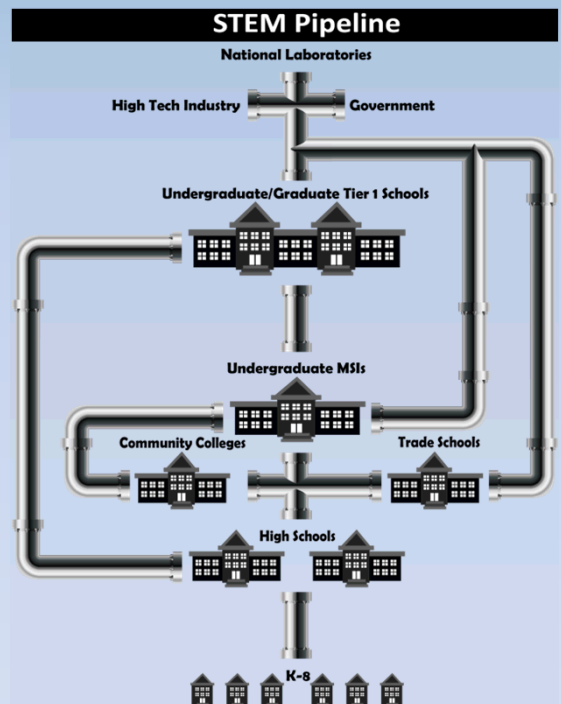 STEM Pipeline
National Laboratories
High Tech Industry
Government
Undergraduate/Graduate Tier 1 Schools
Undergraduate MSIs
Community Colleges
Trade Schools
High Schools
K-8